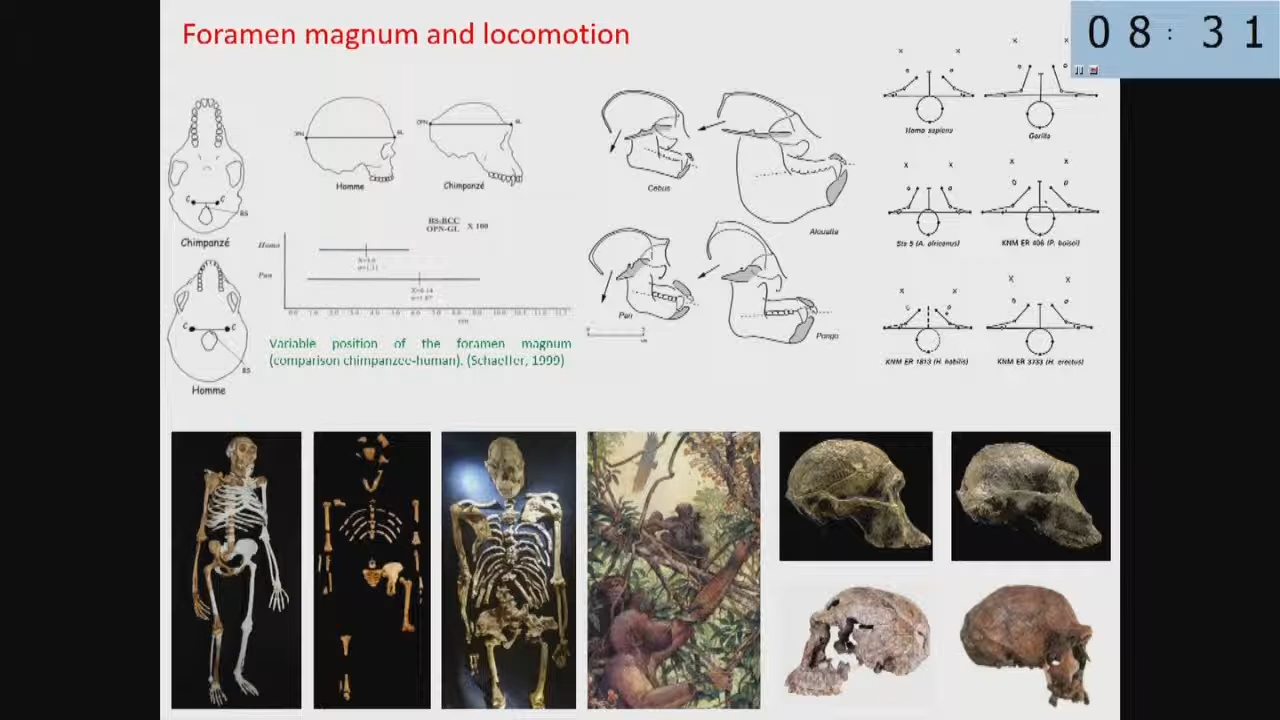 Foramen magnum and locomotion
08:31
Homo sapiens
Gorilla
Homme
Chimpanzé
Cebus
Alouatta
Chimpanzé
BS-BCC
OPN-GL X 100
Sts 5 (A. africanus)
KNM ER 406 (P. boisei)
Homo
Pan
Pan
Pongo
Variable position of the foramen magnum
(comparison chimpanzee-human). (Schaeffer, 1999)
KNM ER 1813 (H. habilis)
KNM ER 3733 (H. erectus)
BS
Homme